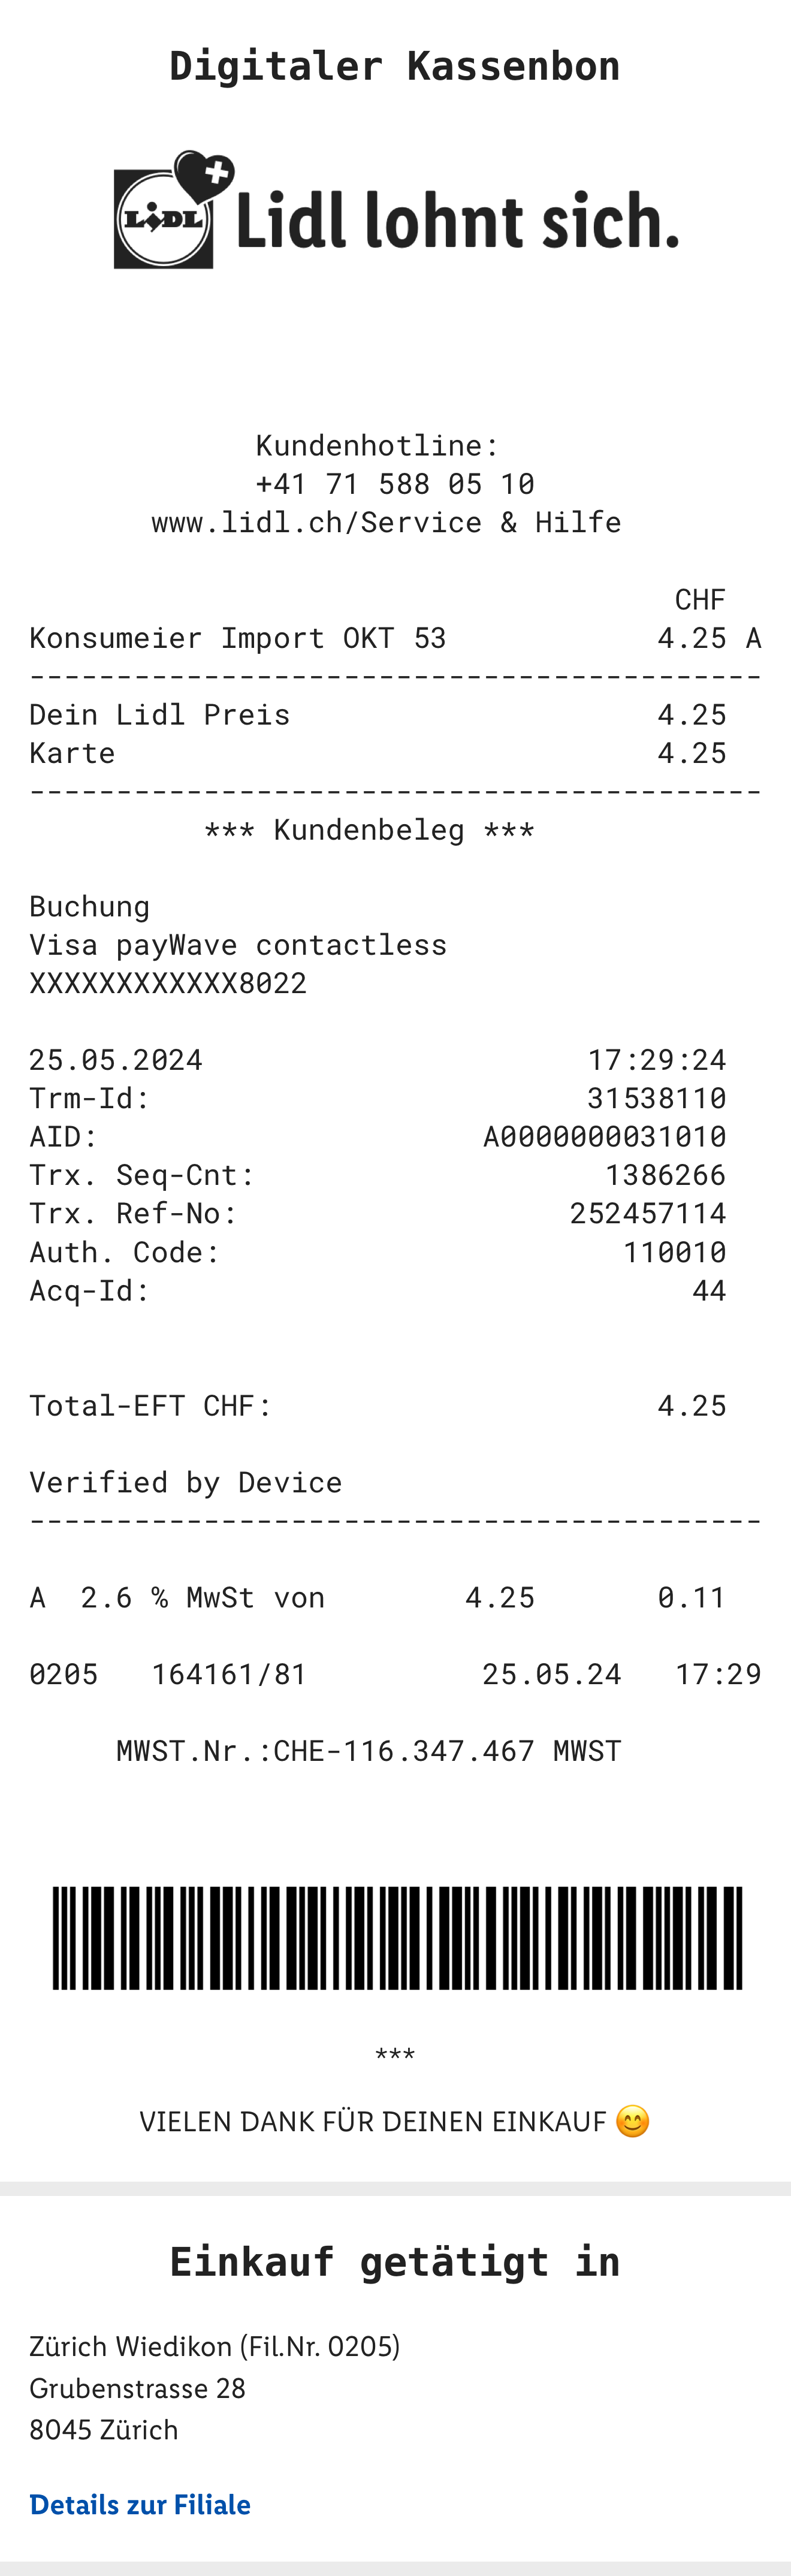 Digitaler Kassenbon
LiDL Lidl lohnt sich.
Kundenhotline:
+41 71 588 05 10
www.lidl.ch/Service & Hilfe
CHF
Konsumeier Import OKT 53 4.25 A
------------------------------------------
Dein Lidl Preis 4.25
Karte 4.25
------------------------------------------
*** Kundenbeleg ***
Buchung
Visa payWave contactless
XXXXXXXXXXXX8022
25.05.2024 17:29:24
Trm-Id: 31538110
AID: A0000000031010
Trx. Seq-Cnt: 1386266
Trx. Ref-No: 252457114
Auth. Code: 110010
Acq-Id: 44
Total-EFT CHF: 4.25
Verified by Device
------------------------------------------
A 2.6 % MwSt von 4.25 0.11
0205 164161/81 25.05.24 17:29
MWST.Nr.:CHE-116.347.467 MWST
***
VIELEN DANK FÜR DEINEN EINKAUF 😊
Einkauf getätigt in
Zürich Wiedikon (Fil.Nr. 0205)
Grubenstrasse 28
8045 Zürich
Details zur Filiale